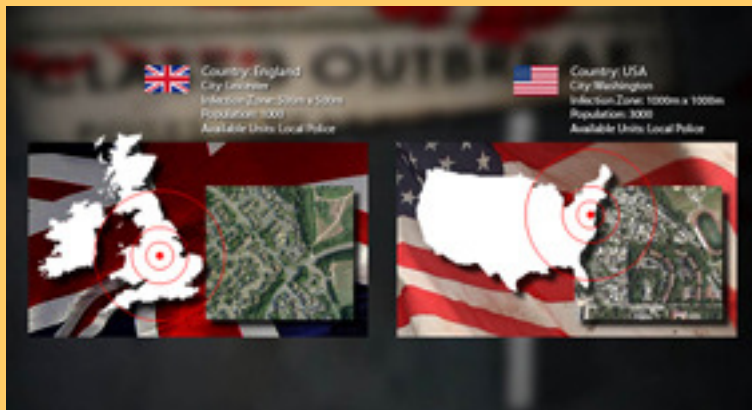 OUTBREAK
Country: England
City: Leicester
Infection Zone: 500m x 500m
Population: 1000
Available Units: Local Police
Country: USA
City: Washington
Infection Zone: 1000m x 1000m
Population: 3000
Available Units: Local Police